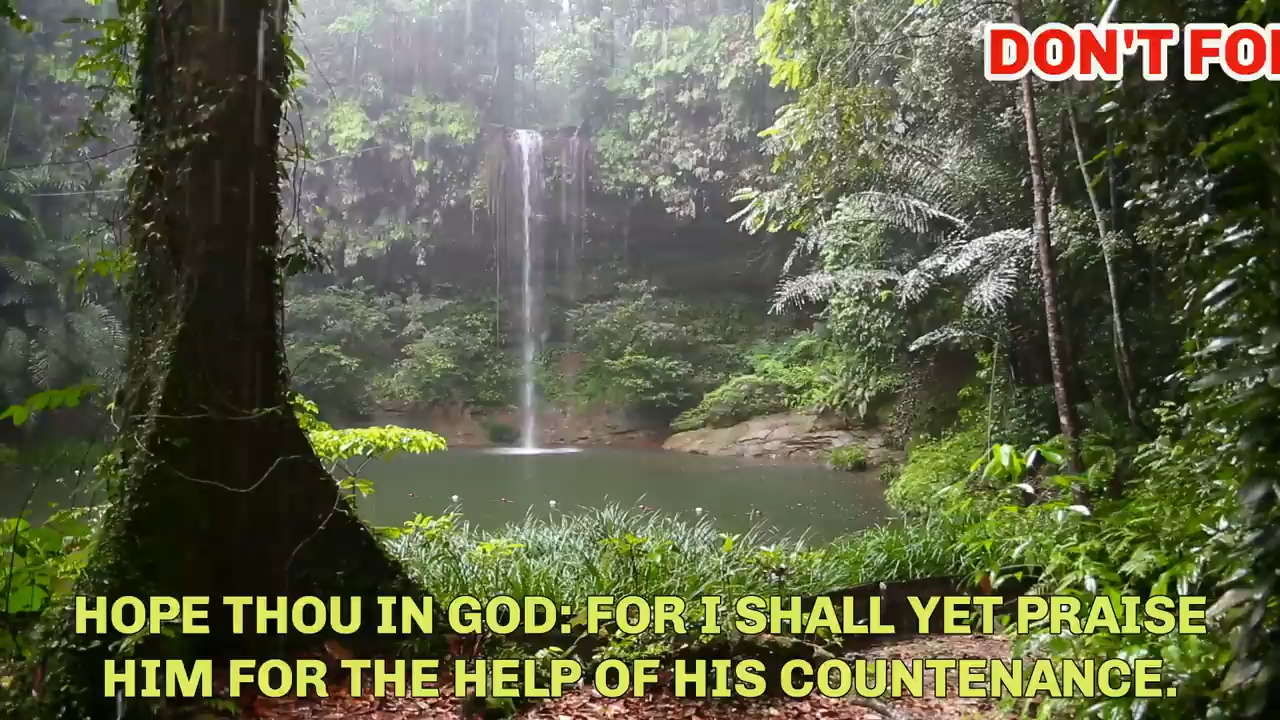 DON'T
HOPE THOU IN GOD: FOR I SHALL YET PRAISE
HIM FOR THE HELP OF HIS COUNTENANCE.